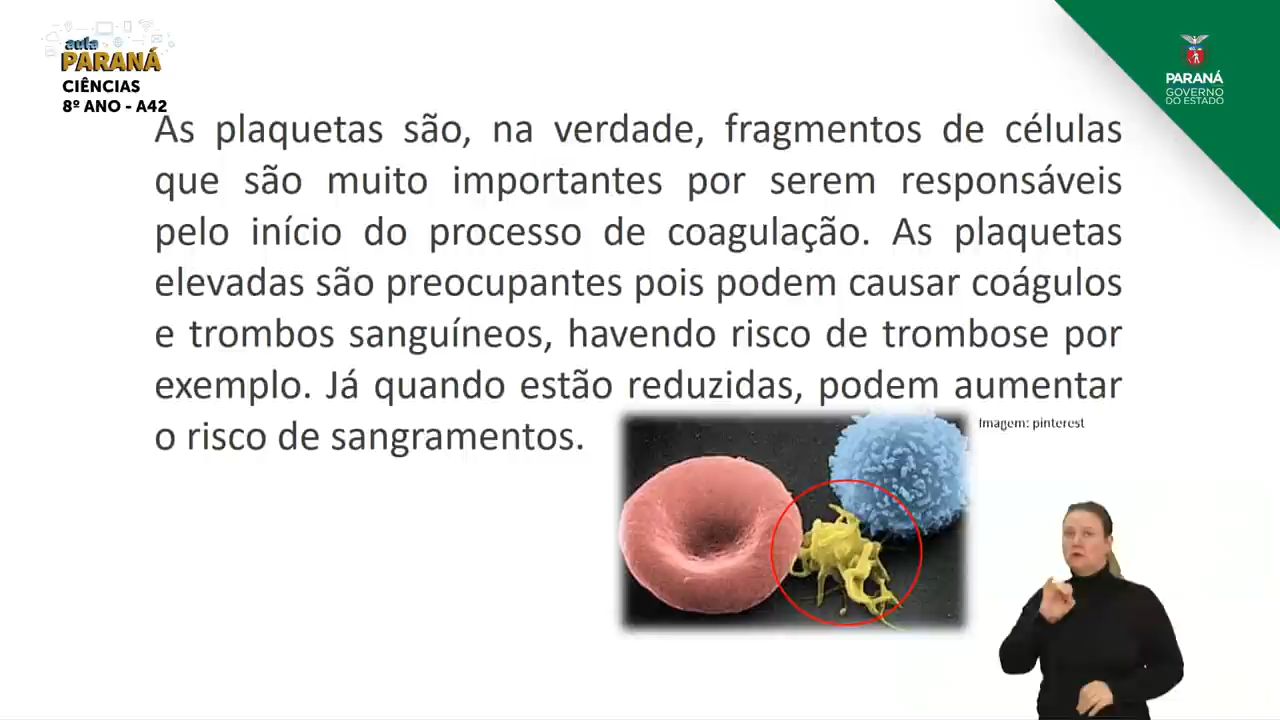 aula
PARANÁ
CIÊNCIAS
8º ANO - A42
PARANÁ
GOVERNO
DO ESTADO
As plaquetas são, na verdade, fragmentos de células
que são muito importantes por serem responsáveis
pelo início do processo de coagulação. As plaquetas
elevadas são preocupantes pois podem causar coágulos
e trombos sanguíneos, havendo risco de trombose por
exemplo. Já quando estão reduzidas, podem aumentar
o risco de sangramentos.
Imagem: pinterest